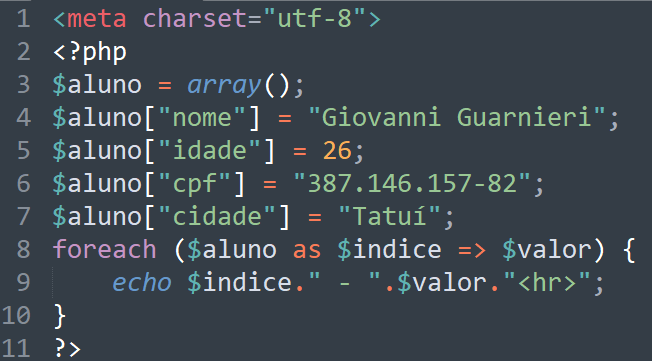 1 <meta charset="utf-8">
2 <?php
3 $aluno = array();
4 $aluno["nome"] = "Giovanni Guarnieri";
5 $aluno["idade"] = 26;
6 $aluno["cpf"] = "387.146.157-82";
7 $aluno["cidade"] = "Tatuí";
8 foreach ($aluno as $indice => $valor) {
9     echo $indice." - ".$valor."<hr>";
10 }
11 ?>